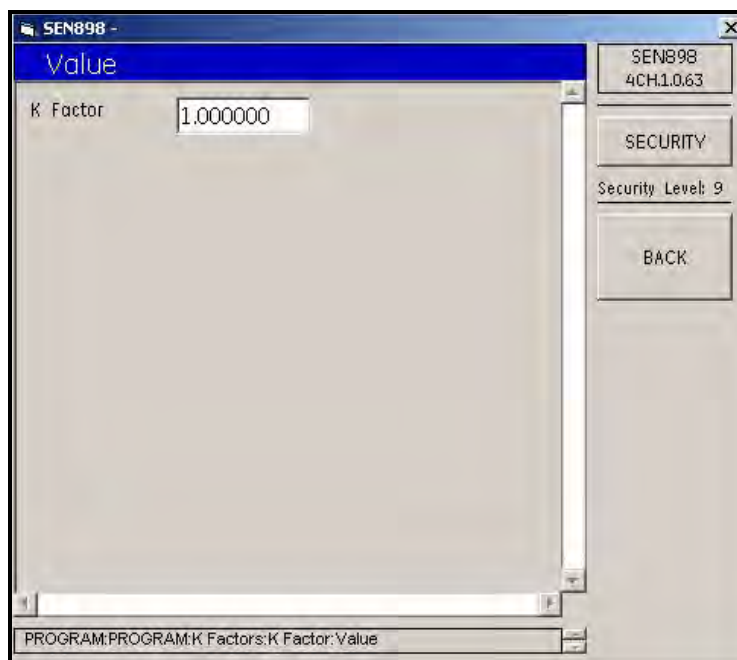 SEN898 -
Value
K Factor
1.000000
SEN898
4CH.1.0.63
SECURITY
Security Level: 9
BACK
PROGRAM:PROGRAM:K Factors:K Factor:Value